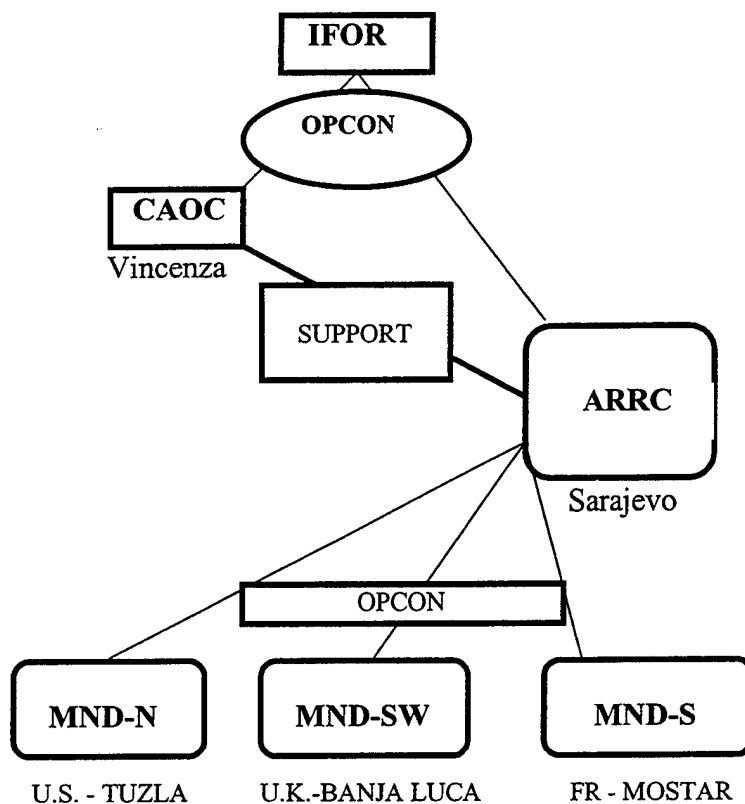 IFOR
OPCON
CAOC
Vincenza
SUPPORT
ARRC
Sarajevo
OPCON
MND-N
MND-SW
MND-S
U.S. - TUZLA
U.K.-BANJA LUCA
FR - MOSTAR